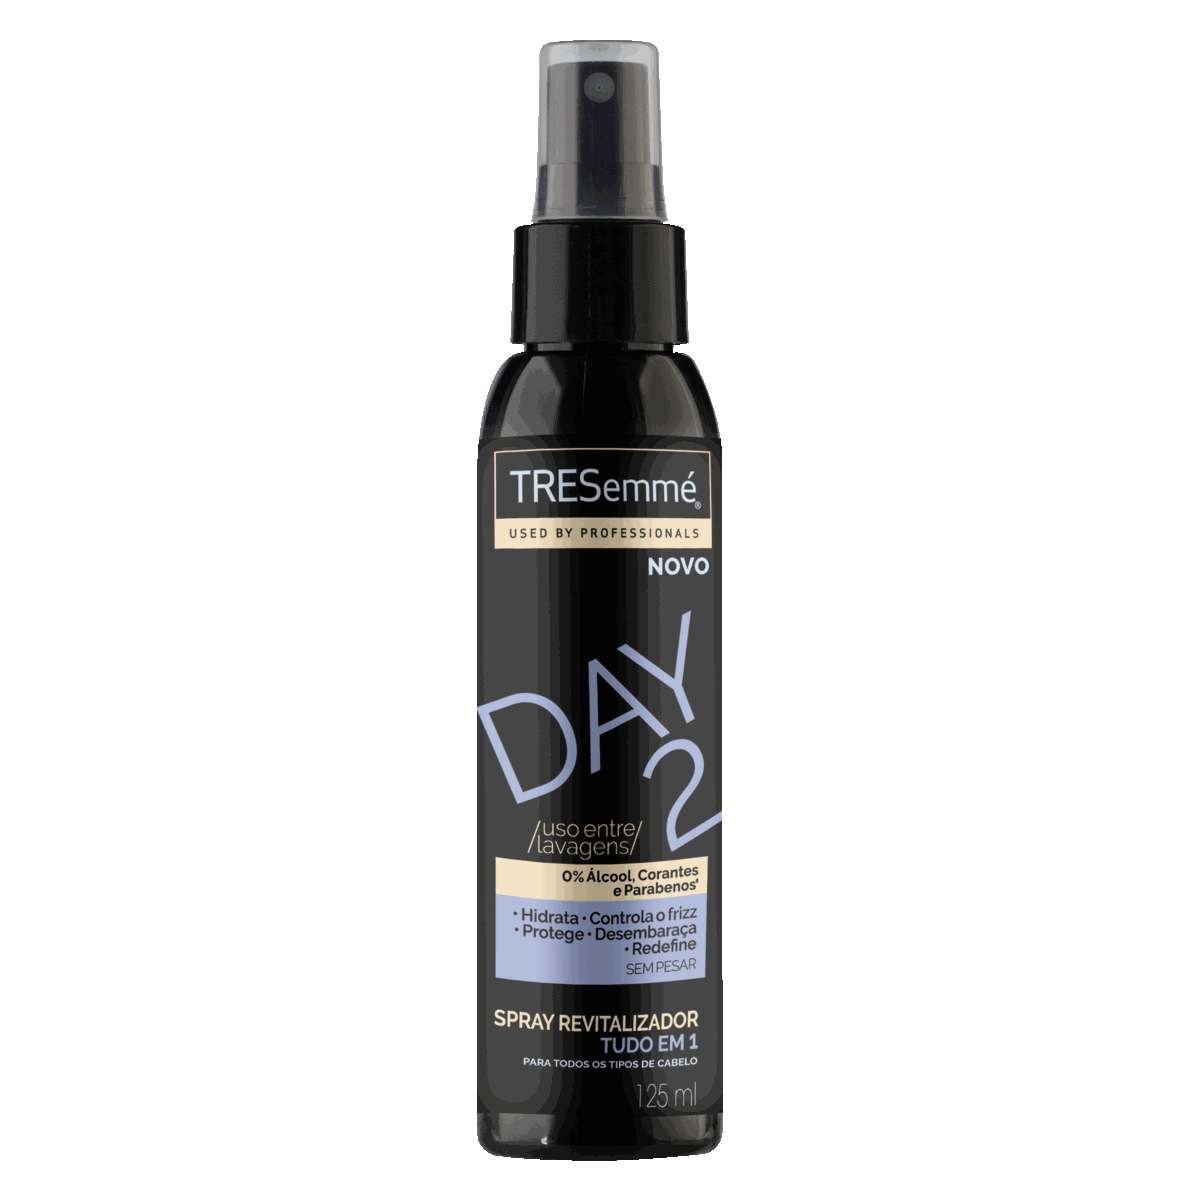 TRESemmé®
USED BY PROFESSIONALS
NOVO
DAY
2
/uso entre/
/lavagens/
0% Álcool, Corantes
e Parabenos*
• Hidrata • Controla o frizz
• Protege • Desembaraça
• Redefine
SEM PESAR
SPRAY REVITALIZADOR
TUDO EM 1
PARA TODOS OS TIPOS DE CABELO
125 ml